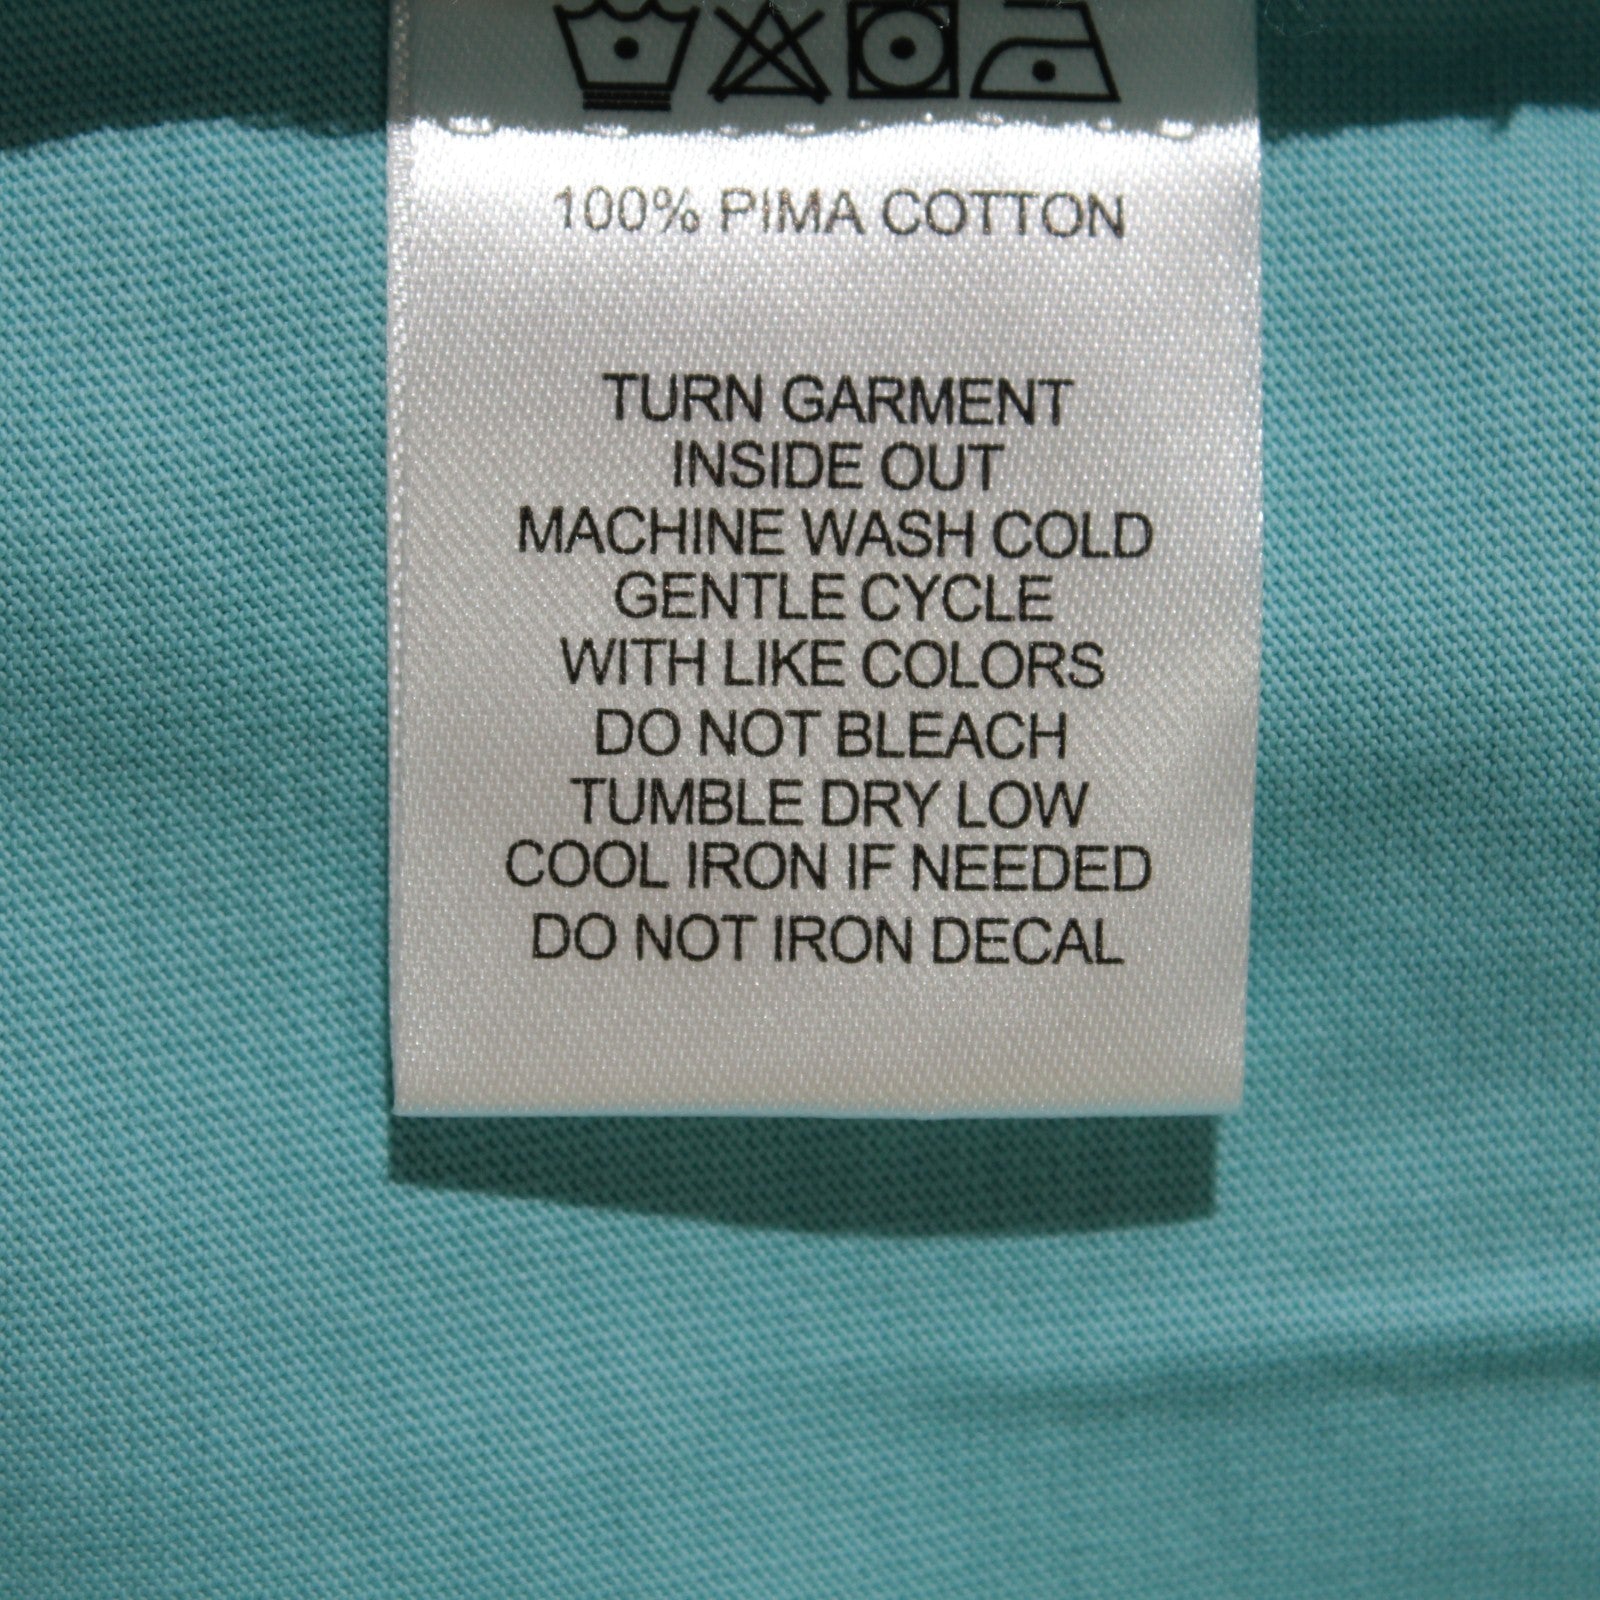 100% PIMA COTTON
TURN GARMENT
INSIDE OUT
MACHINE WASH COLD
GENTLE CYCLE
WITH LIKE COLORS
DO NOT BLEACH
TUMBLE DRY LOW
COOL IRON IF NEEDED
DO NOT IRON DECAL